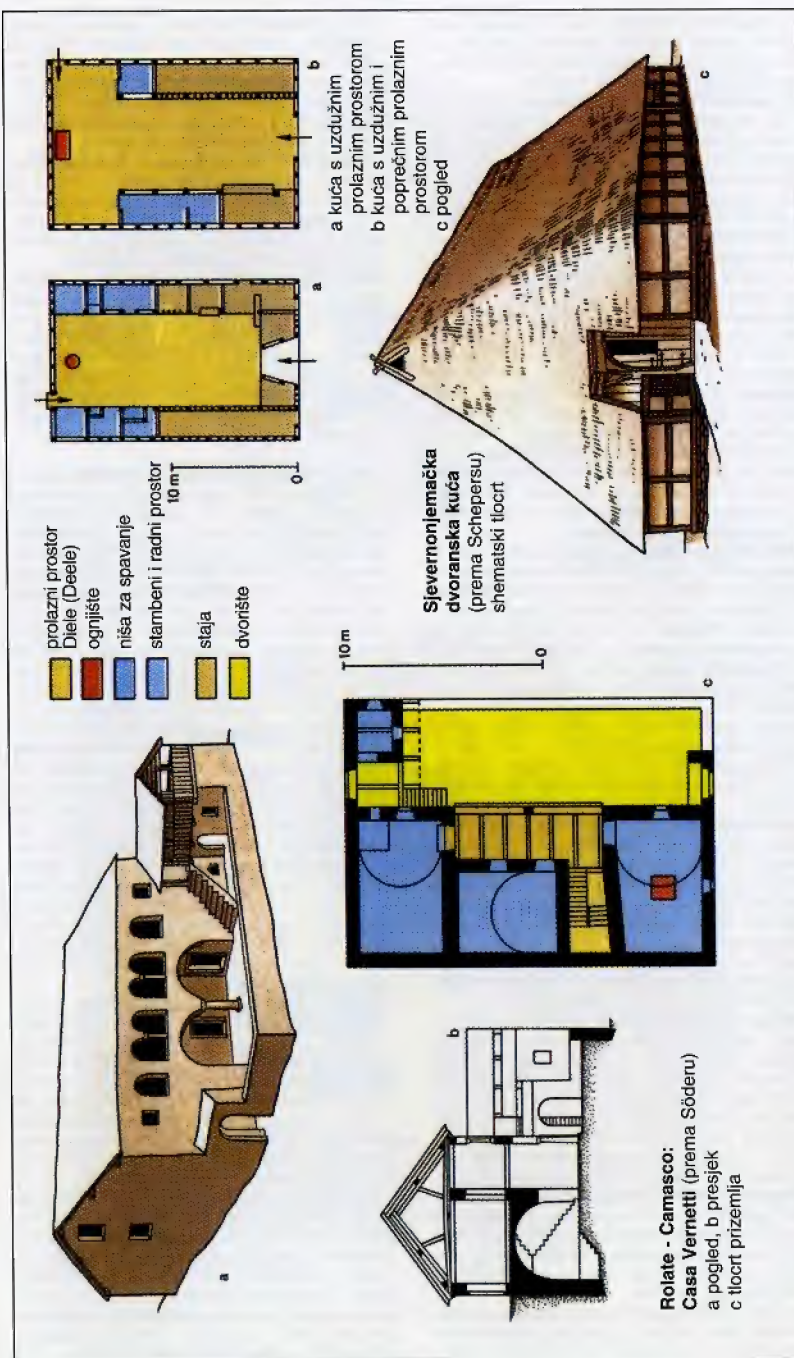 a
prolazni prostor
Diele (Deele)
ognjište
niša za spavanje
stambeni i radni prostor
staja
dvorište
10 m
0
a
b
a kuća s uzdužnim
prolaznim prostorom
b kuća s uzdužnim i
poprečnim prolaznim
prostorom
c pogled
Rolate - Camasco:
Casa Vernetti (prema Söderu)
a pogled, b presjek
c tlocrt prizemlja
b
c
10 m
0
Sjevernonjemačka
dvoranska kuća
(prema Schepersu)
shematski tlocrt
c